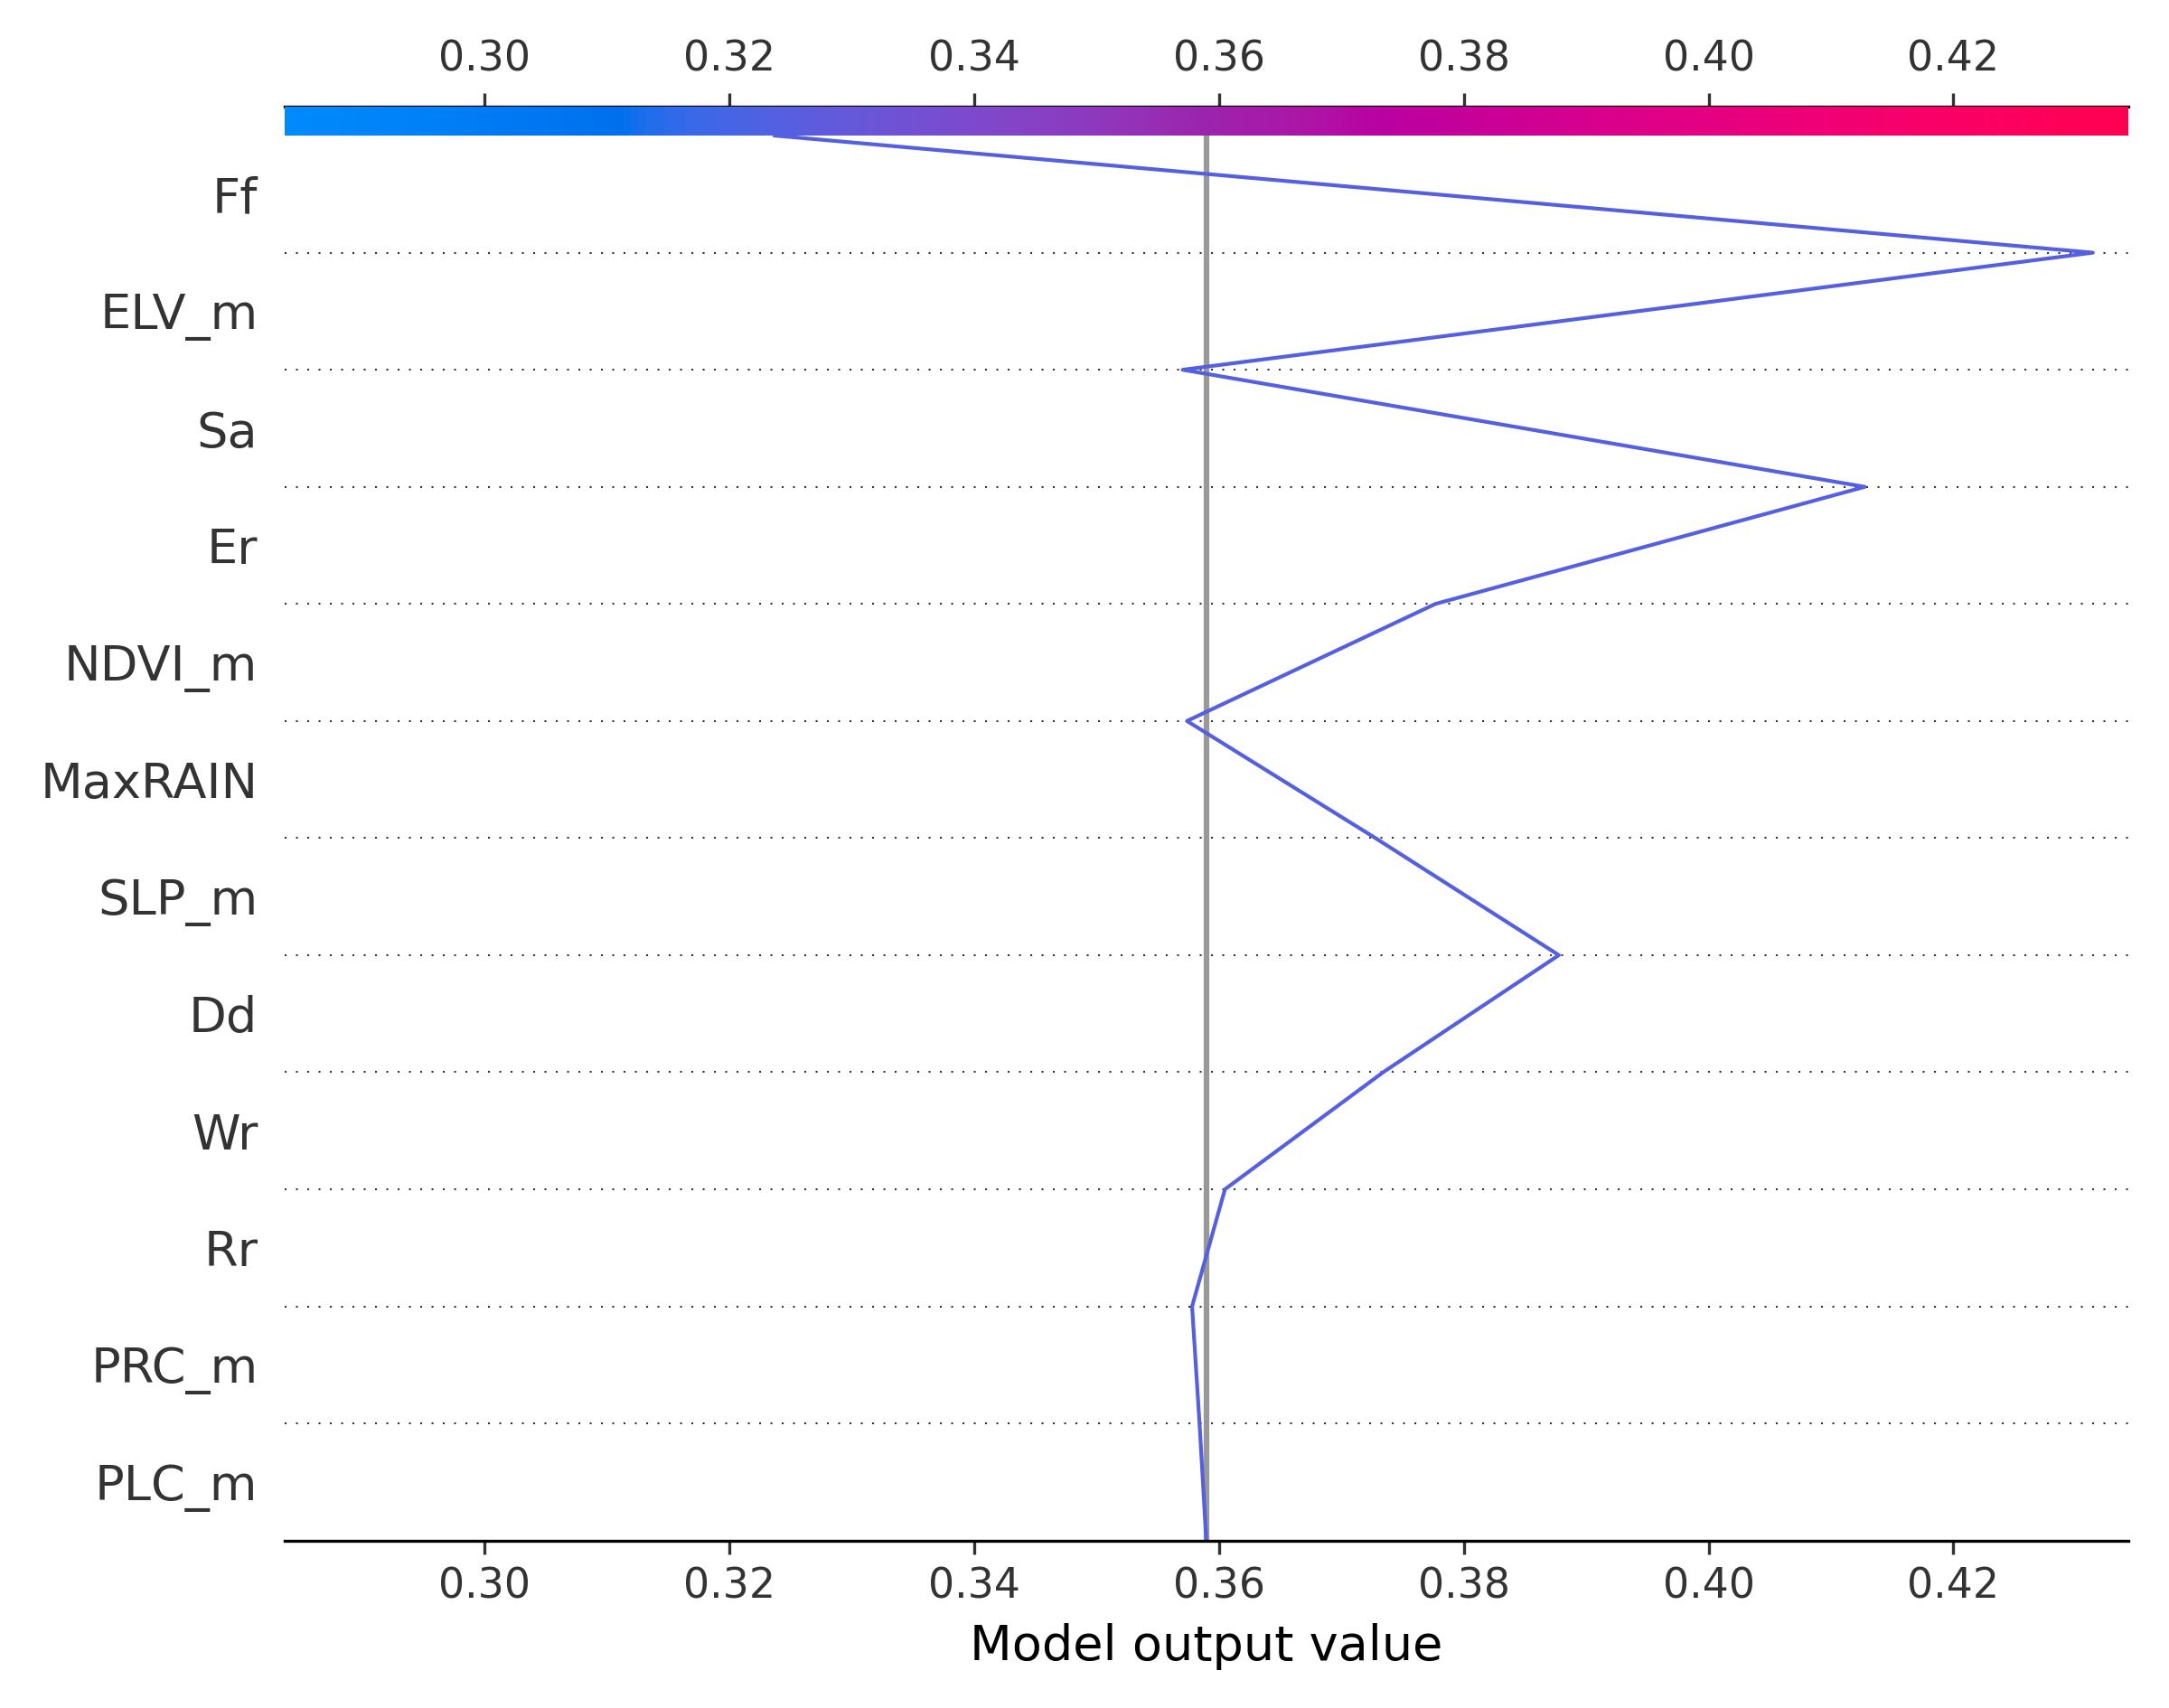 0.30 0.32 0.34 0.36 0.38 0.40 0.42
Ff
ELV_m
Sa
Er
NDVI_m
MaxRAIN
SLP_m
Dd
Wr
Rr
PRC_m
PLC_m
0.30 0.32 0.34 0.36 0.38 0.40 0.42
Model output value